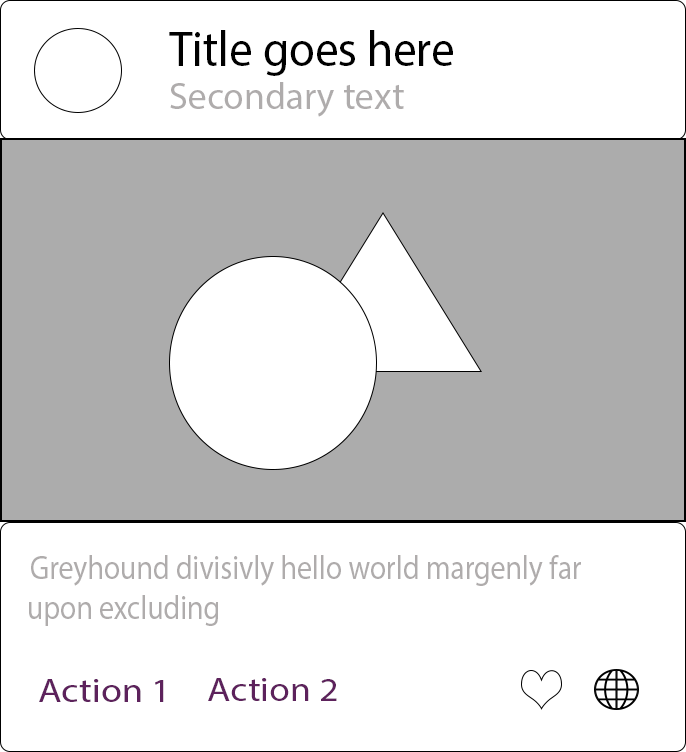 Title goes here
Secondary text
Greyhound divisivly hello world margenly far
upon excluding
Action 1 Action 2